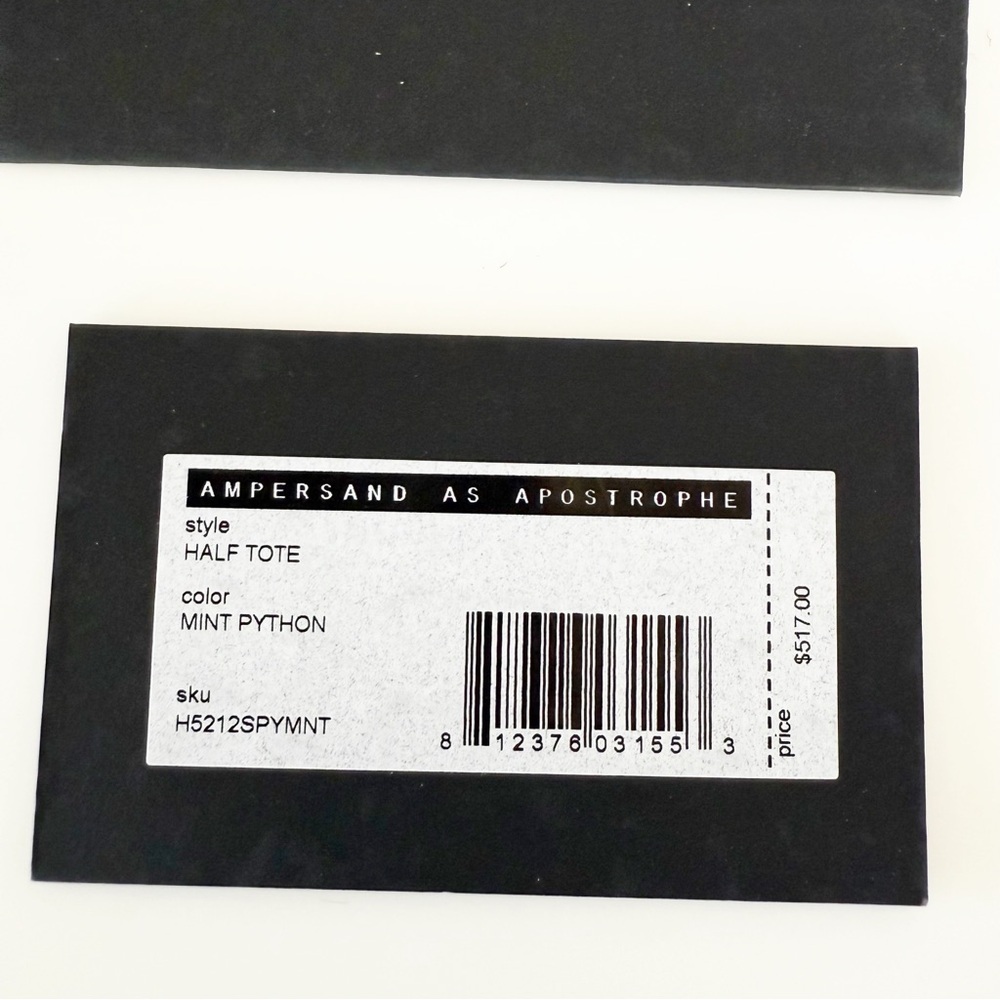 AMPERSAND AS APOSTROPHE
style
HALF TOTE
color
MINT PYTHON
sku
H5212SPYMNT
8 12376 03155 3
price $517.00